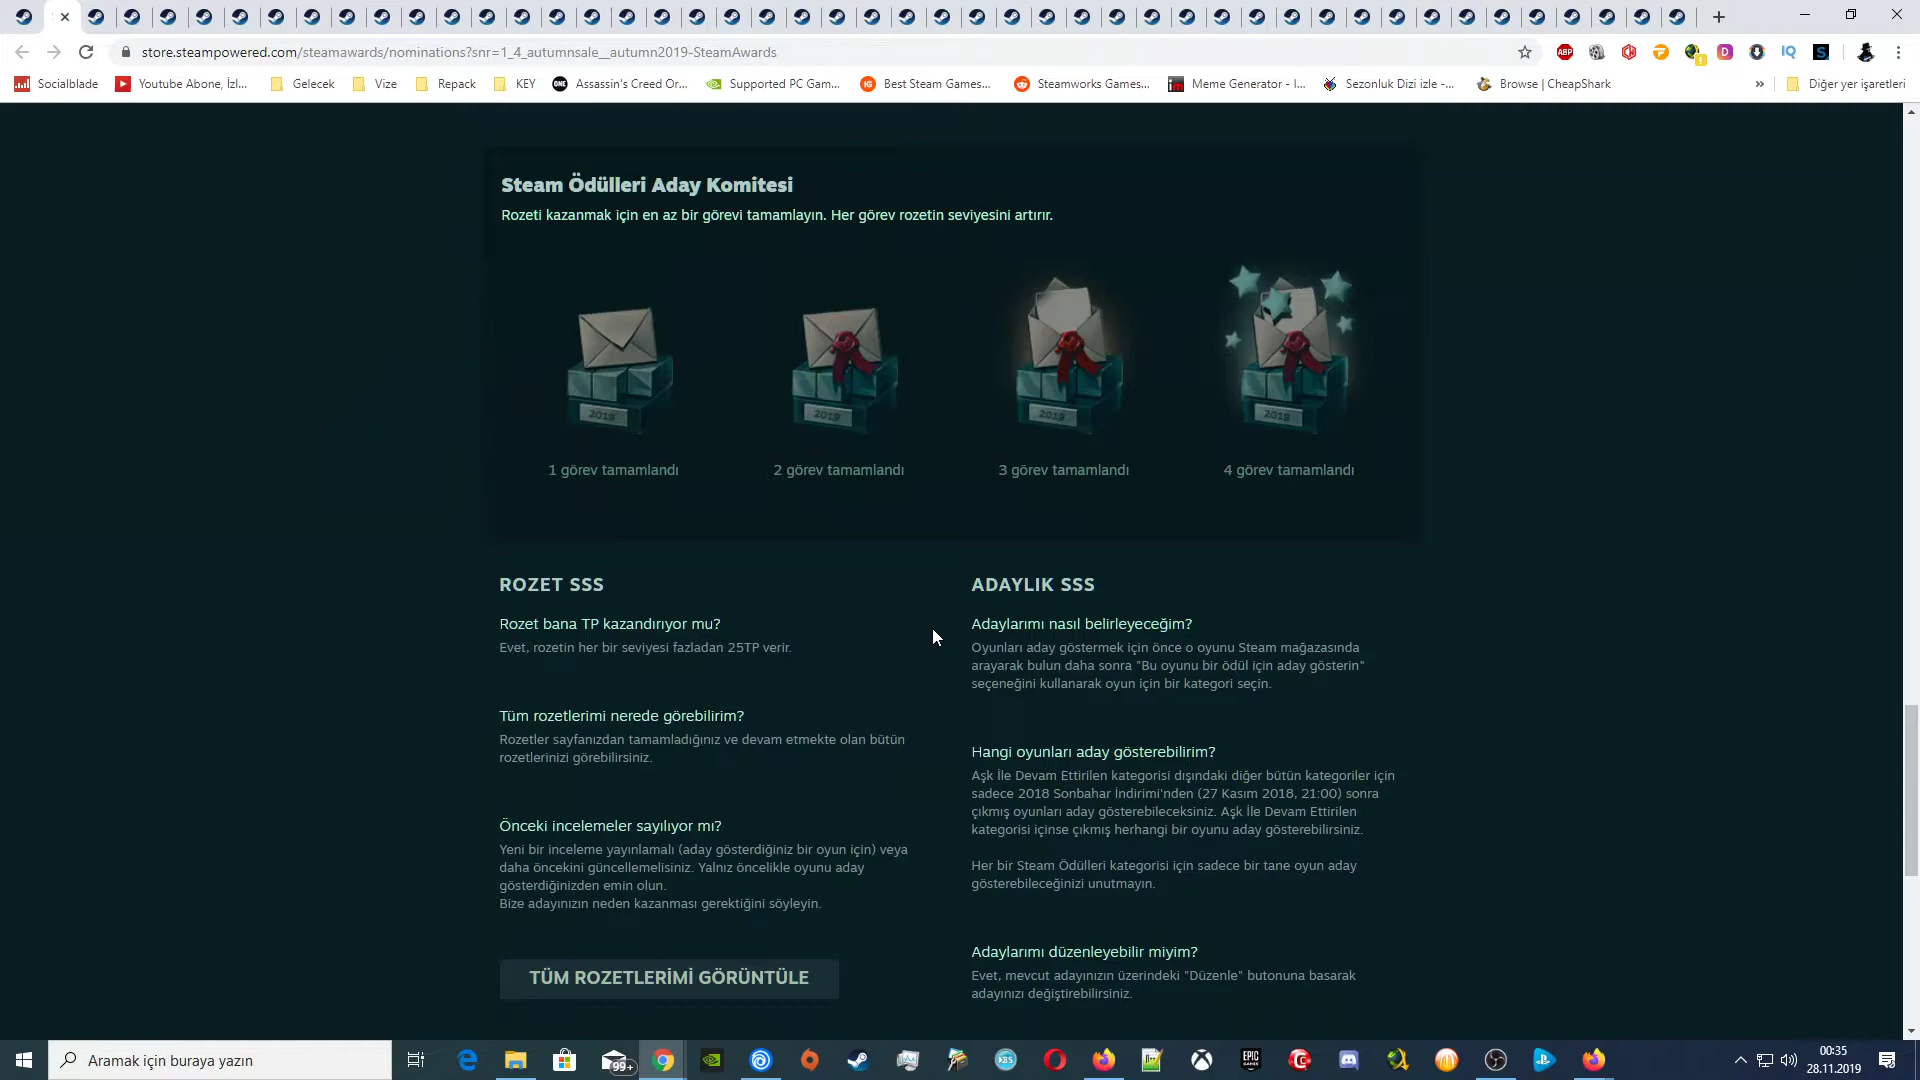 store.steampowered.com/steamawards/nominations?snr=1_4_autumnsale__autumn2019-SteamAwards
ABP
D
IQ
S
Socialblade
Youtube Abone, İzl...
Gelecek
Vize
Repack
KEY
Assassin's Creed Or...
Supported PC Gam...
Best Steam Games...
Steamworks Games...
Meme Generator - I...
Sezonluk Dizi izle -...
Browse | CheapShark
»
Diğer yer işaretleri
Steam Ödülleri Aday Komitesi
Rozeti kazanmak için en az bir görevi tamamlayın. Her görev rozetin seviyesini artırır.
2019
2019
2019
2019
1 görev tamamlandı
2 görev tamamlandı
3 görev tamamlandı
4 görev tamamlandı
ROZET SSS
Rozet bana TP kazandırıyor mu?
Evet, rozetin her bir seviyesi fazladan 25TP verir.
Tüm rozetlerimi nerede görebilirim?
Rozetler sayfanızdan tamamladığınız ve devam etmekte olan bütün
rozetlerinizi görebilirsiniz.
Önceki incelemeler sayılıyor mı?
Yeni bir inceleme yayınlamalı (aday gösterdiğiniz bir oyun için) veya
daha öncekini güncellemelisiniz. Yalnız öncelikle oyunu aday
gösterdiğinizden emin olun.
Bize adayınızın neden kazanması gerektiğini söyleyin.
TÜM ROZETLERİMİ GÖRÜNTÜLE
ADAYLIK SSS
Adaylarımı nasıl belirleyeceğim?
Oyunları aday göstermek için önce o oyunu Steam mağazasında
arayarak bulun daha sonra "Bu oyunu bir ödül için aday gösterin"
seçeneğini kullanarak oyun için bir kategori seçin.
Hangi oyunları aday gösterebilirim?
Aşk İle Devam Ettirilen kategorisi dışındaki diğer bütün kategoriler için
sadece 2018 Sonbahar İndirimi'nden (27 Kasım 2018, 21:00) sonra
çıkmış oyunları aday gösterebileceksiniz. Aşk İle Devam Ettirilen
kategorisi içinse çıkmış herhangi bir oyunu aday gösterebilirsiniz.
Her bir Steam Ödülleri kategorisi için sadece bir tane oyun aday
gösterebileceğinizi unutmayın.
Adaylarımı düzenleyebilir miyim?
Evet, mevcut adayınızın üzerindeki "Düzenle" butonuna basarak
adayınızı değiştirebilirsiniz.
Aramak için buraya yazın
99+
EPIC
00:35
28.11.2019